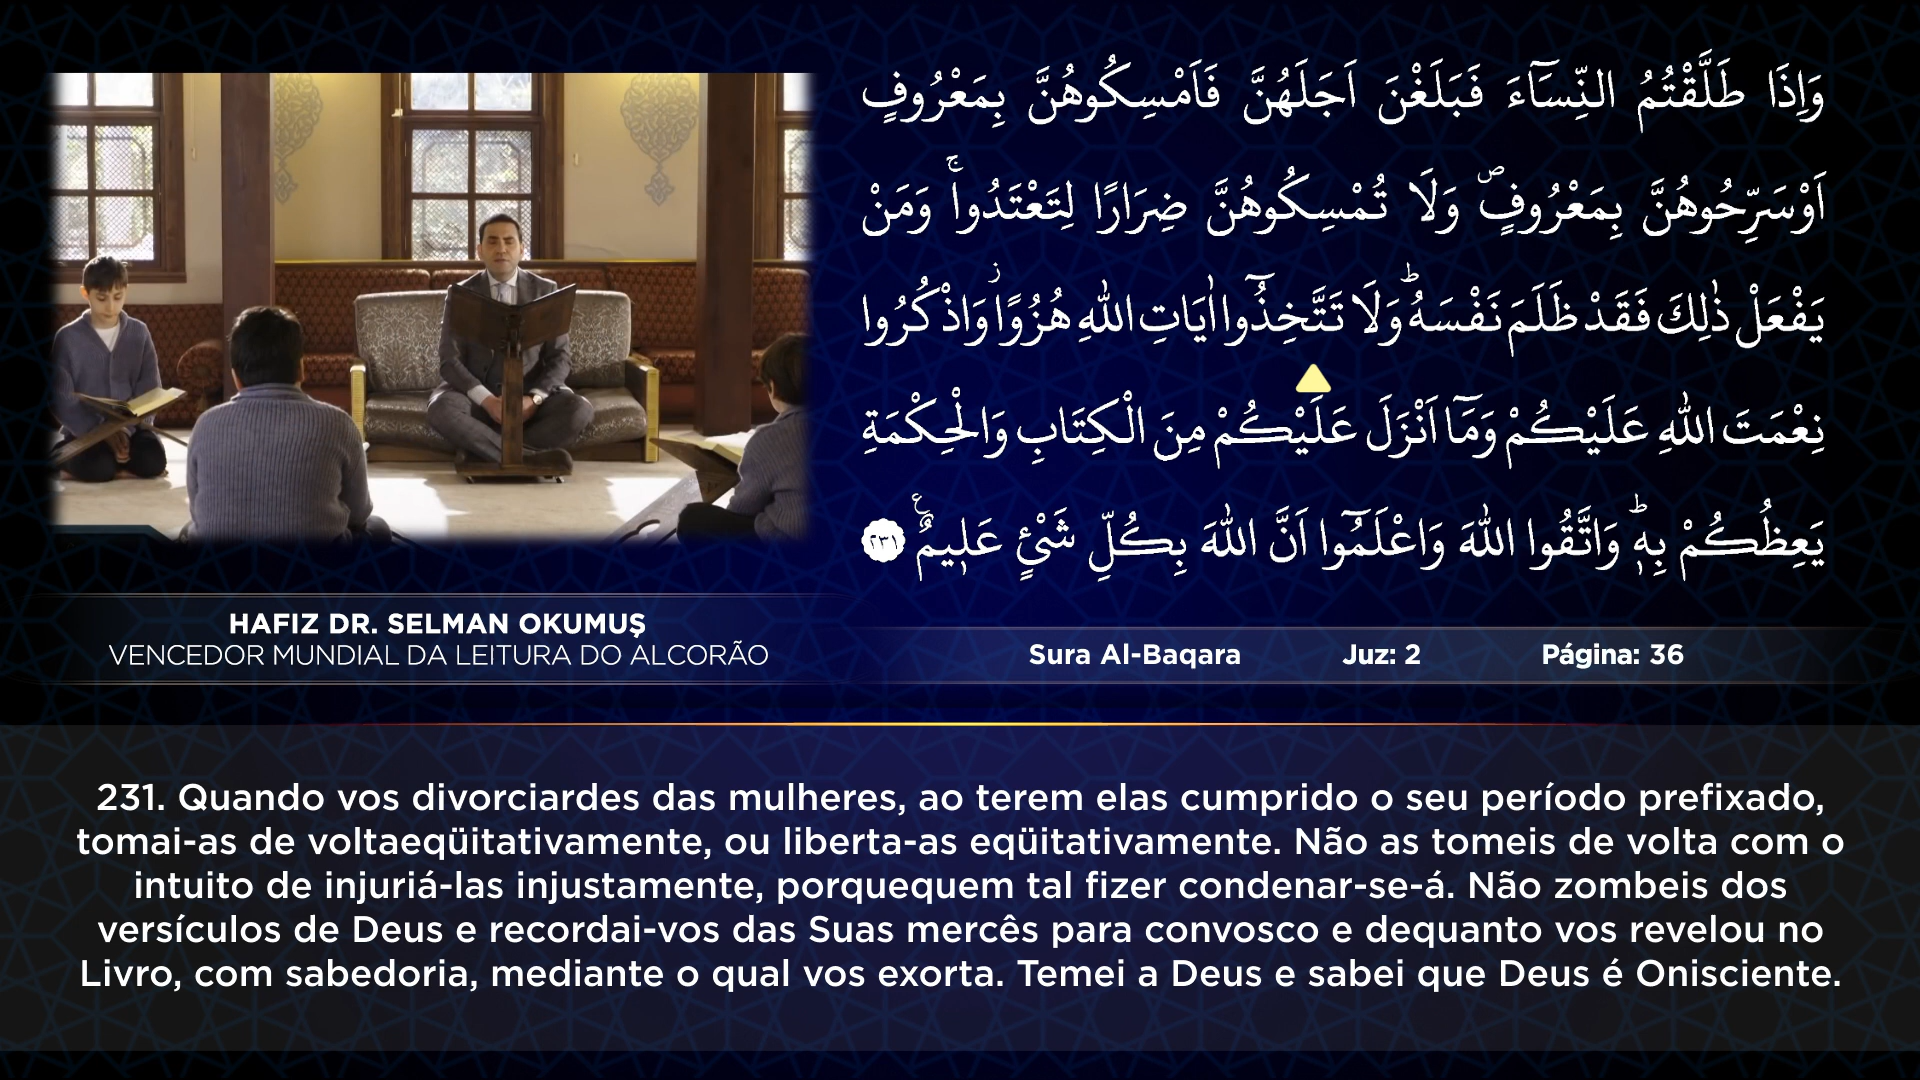 وَاِذَا طَلَّقْتُمُ النِّسَٓاءَ فَبَلَغْنَ اَجَلَهُنَّ فَاَمْسِكُوهُنَّ بِمَعْرُوفٍ
اَوْسَرِّحُوهُنَّ بِمَعْرُوفٍۖ وَلَا تُمْسِكُوهُنَّ ضِرَارًا لِتَعْتَدُواۚ وَمَنْ
يَفْعَلْ ذٰلِكَ فَقَدْ ظَلَمَ نَفْسَهُۜ وَلَا تَتَّخِذُٓوا اٰيَاتِ اللّٰهِ هُزُوًاۘ وَاذْكُرُوا
نِعْمَتَ اللّٰهِ عَلَيْكُمْ وَمَٓا اَنْزَلَ عَلَيْكُمْ مِنَ الْكِتَابِ وَالْحِكْمَةِ
يَعِظُكُمْ بِهٖۜ وَاتَّقُوا اللّٰهَ وَاعْلَمُٓوا اَنَّ اللّٰهَ بِكُلِّ شَيْءٍ عَلٖيمٌ ﴿٢٣١﴾
HAFIZ DR. SELMAN OKUMUŞ
VENCEDOR MUNDIAL DA LEITURA DO ALCORÃO
Sura Al-Baqara Juz: 2 Página: 36
231. Quando vos divorciardes das mulheres, ao terem elas cumprido o seu período prefixado,
tomai-as de voltaeqüitativamente, ou liberta-as eqüitativamente. Não as tomeis de volta com o
intuito de injuriá-las injustamente, porquequem tal fizer condenar-se-á. Não zombeis dos
versículos de Deus e recordai-vos das Suas mercês para convosco e dequanto vos revelou no
Livro, com sabedoria, mediante o qual vos exorta. Temei a Deus e sabei que Deus é Onisciente.